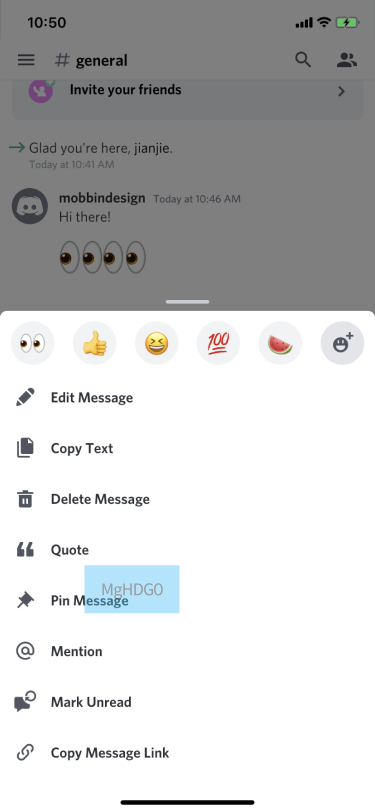 10:50
# general
Invite your friends
Glad you're here, jianjie.
Today at 10:41 AM
mobbindesign Today at 10:46 AM
Hi there!
Edit Message
Copy Text
Delete Message
Quote
MgHDG0
Pin Message
Mention
Mark Unread
Copy Message Link